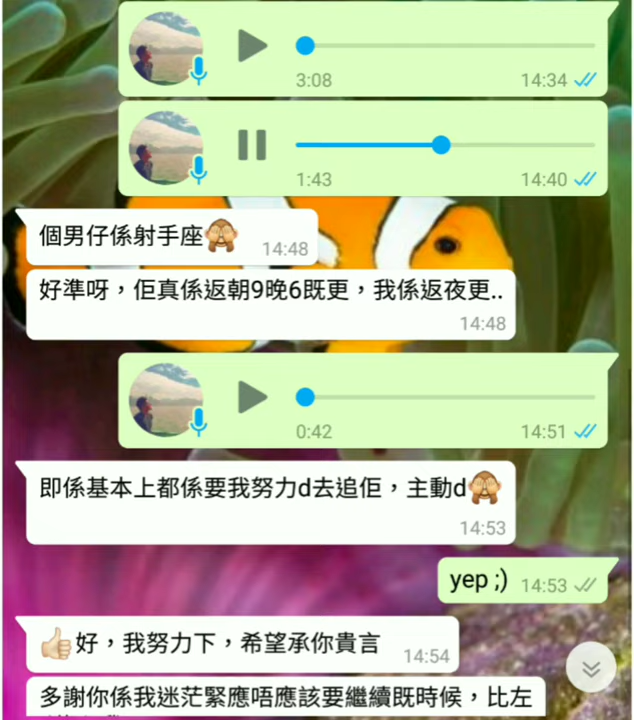 3:08 14:34
1:43 14:40
個男仔係射手座🙈 14:48
好準呀，佢真係返朝9晚6既更，我係返夜更..
14:48
0:42 14:51
即係基本上都係要我努力d去追佢，主動d🙈
14:53
yep ;) 14:53
👍🏻好，我努力下，希望承你貴言 14:54
多謝你係我迷茫緊應唔應該要繼續既時候，比左